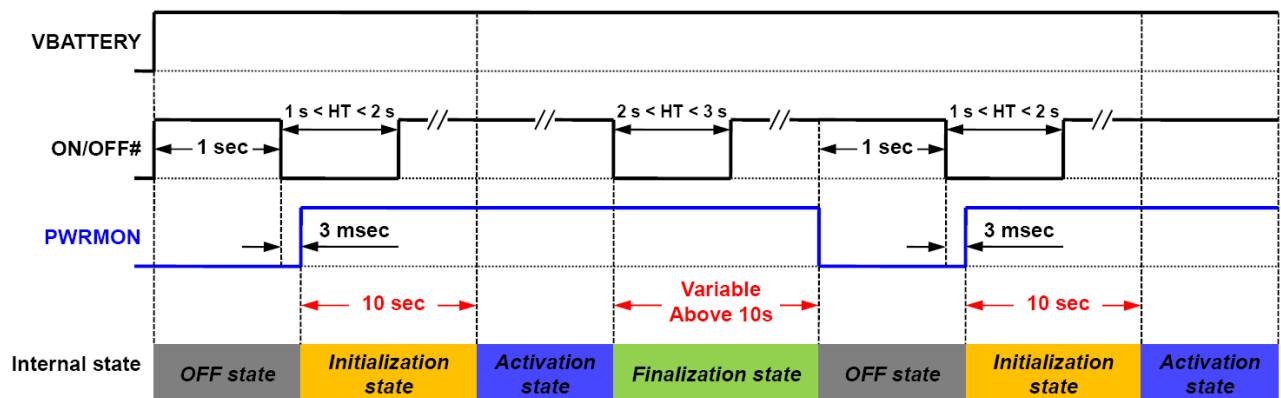 VBATTERY
1 s < HT < 2 s
2 s < HT < 3 s
1 s < HT < 2 s
ON/OFF#
1 sec
1 sec
PWRMON
3 msec
3 msec
10 sec
Variable
Above 10s
10 sec
Internal state
OFF state
Initialization
state
Activation
state
Finalization state
OFF state
Initialization
state
Activation
state